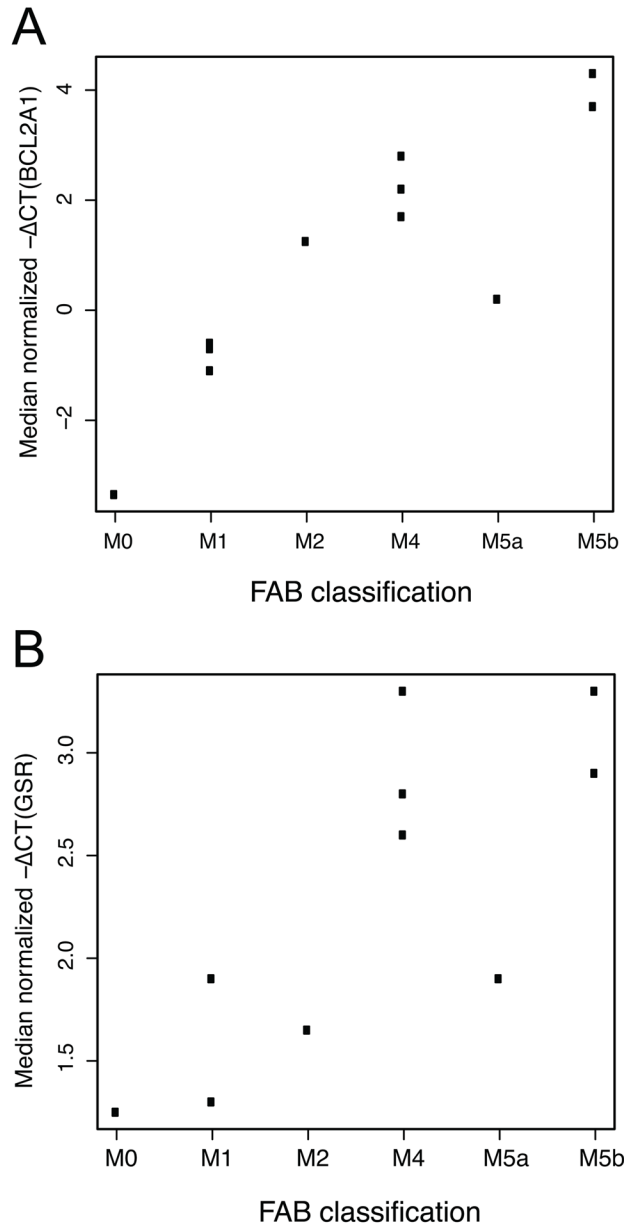 A
Median normalized −ΔCT(BCL2A1)
4
2
0
−2
M0 M1 M2 M4 M5a M5b
FAB classification
B
Median normalized −ΔCT(GSR)
3.0
2.5
2.0
1.5
M0 M1 M2 M4 M5a M5b
FAB classification